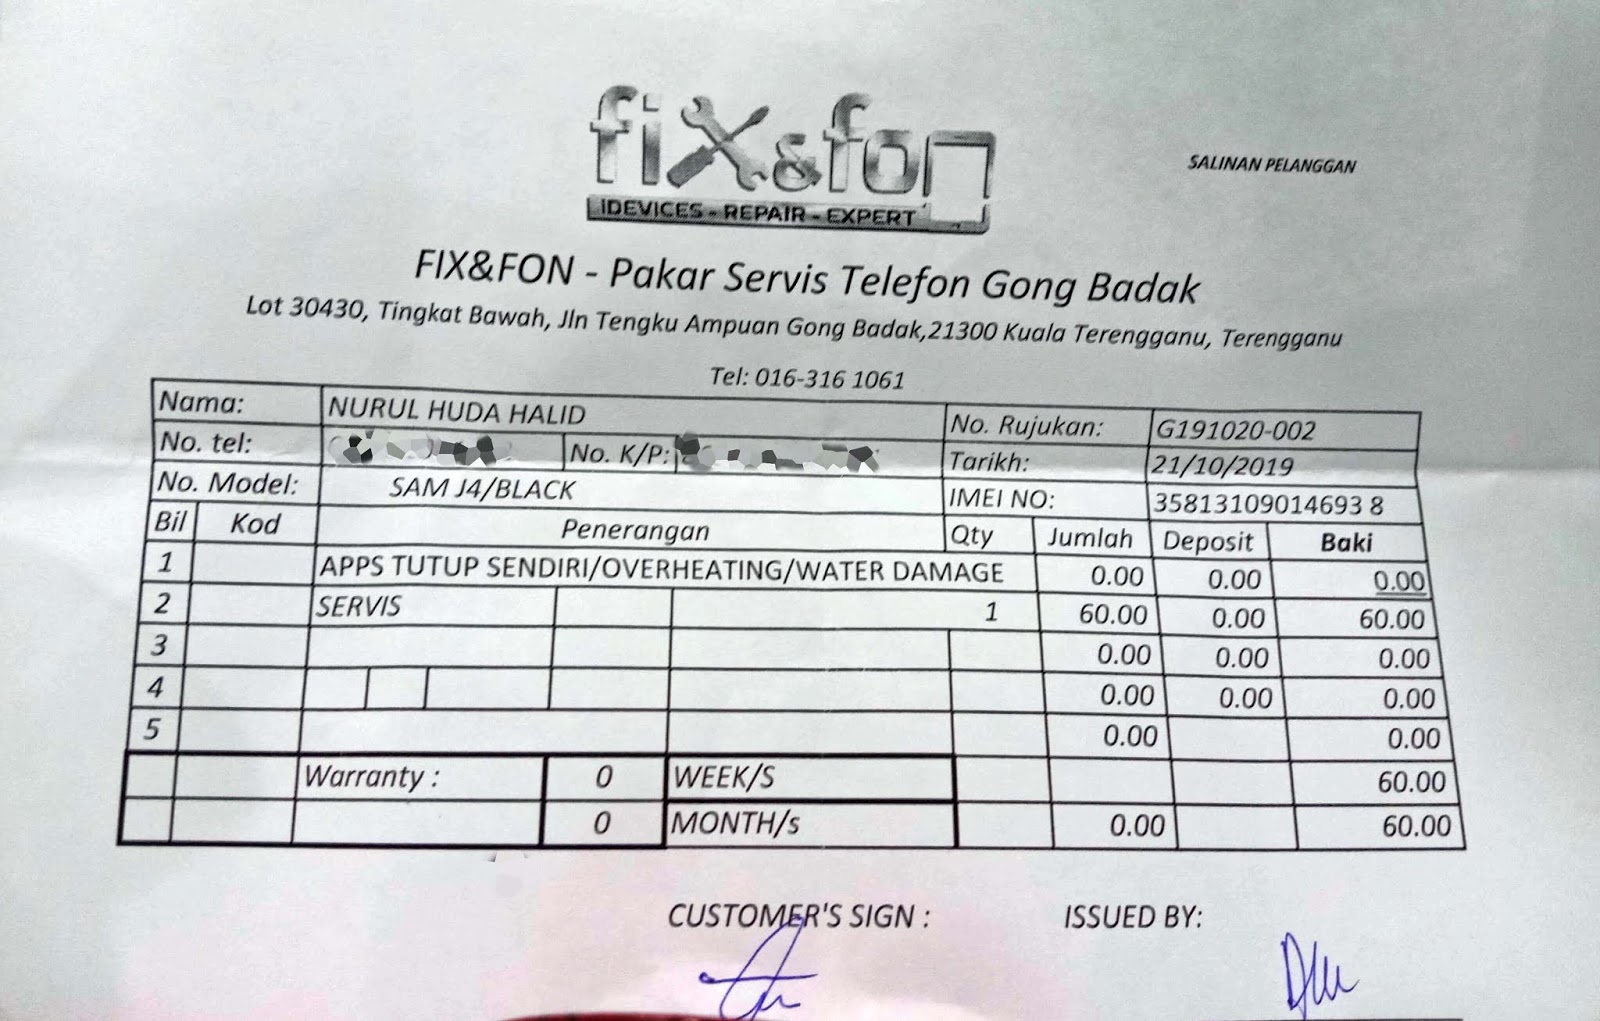 fix&fon
IDEVICES - REPAIR - EXPERT
SALINAN PELANGGAN
FIX&FON - Pakar Servis Telefon Gong Badak
Lot 30430, Tingkat Bawah, Jln Tengku Ampuan Gong Badak,21300 Kuala Terengganu, Terengganu
Tel: 016-316 1061
Nama: NURUL HUDA HALID No. Rujukan: G191020-002
No. tel: No. K/P: Tarikh: 21/10/2019
No. Model: SAM J4/BLACK IMEI NO: 35813109014693 8
Bil Kod Penerangan Qty Jumlah Deposit Baki
1 APPS TUTUP SENDIRI/OVERHEATING/WATER DAMAGE 0.00 0.00 0.00
2 SERVIS 1 60.00 0.00 60.00
3 0.00 0.00 0.00
4 0.00 0.00 0.00
5 0.00 0.00
Warranty : 0 WEEK/S 60.00
0 MONTH/s 0.00 60.00
CUSTOMER'S SIGN : ISSUED BY: